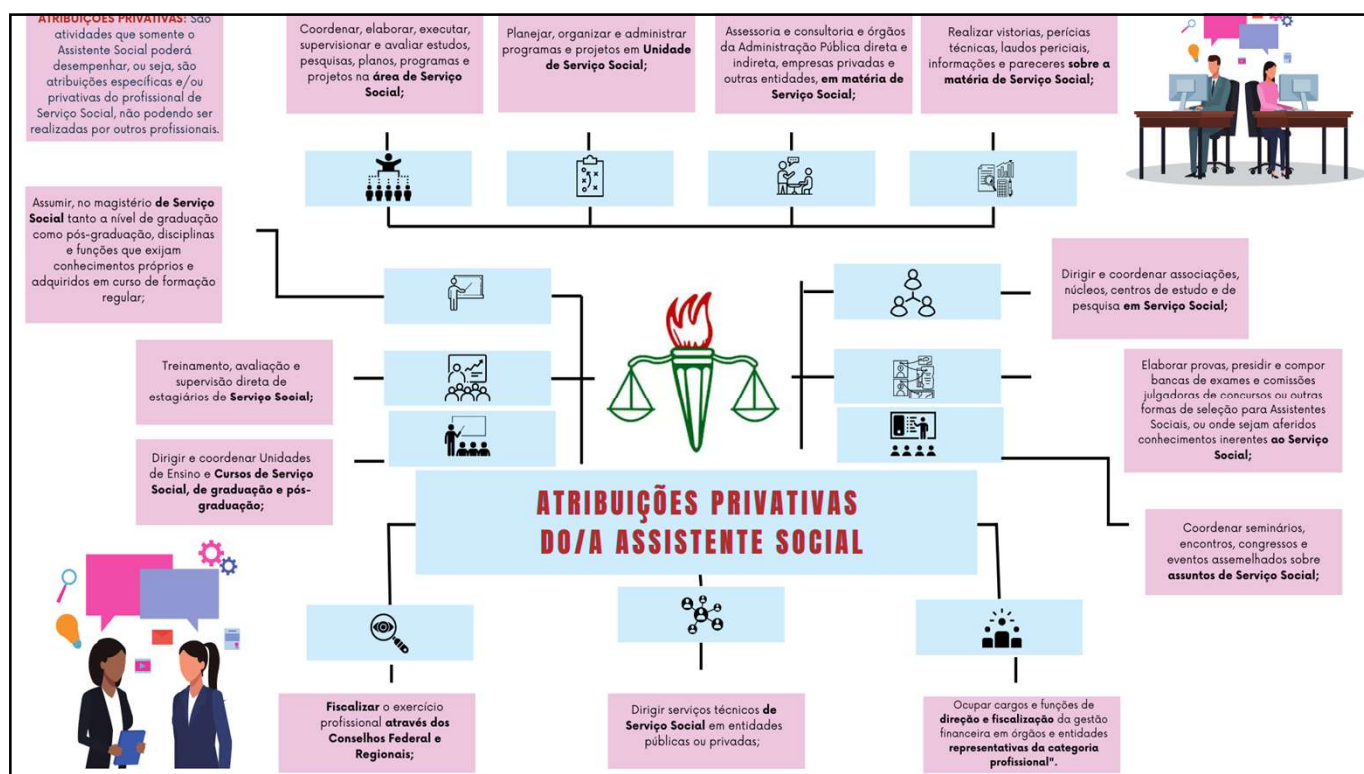 ATRIBUIÇÕES PRIVATIVAS: São
atividades que somente o
Assistente Social poderá
desempenhar, ou seja, são
atribuições específicas e/ou
privativas do profissional de
Serviço Social, não podendo ser
realizadas por outros profissionais.
Coordenar, elaborar, executar,
supervisionar e avaliar estudos,
pesquisas, planos, programas e
projetos na área de Serviço
Social;
Planejar, organizar e administrar
programas e projetos em Unidade
de Serviço Social;
Assessoria e consultoria e órgãos
da Administração Pública direta e
indireta, empresas privadas e
outras entidades, em matéria de
Serviço Social;
Realizar vistorias, perícias
técnicas, laudos periciais,
informações e pareceres sobre a
matéria de Serviço Social;
Assumir, no magistério de Serviço
Social tanto a nível de graduação
como pós-graduação, disciplinas
e funções que exijam
conhecimentos próprios e
adquiridos em curso de formação
regular;
Dirigir e coordenar associações,
núcleos, centros de estudo e de
pesquisa em Serviço Social;
Treinamento, avaliação e
supervisão direta de
estagiários de Serviço Social;
Elaborar provas, presidir e compor
bancas de exames e comissões
julgadoras de concursos ou outras
formas de seleção para Assistentes
Sociais, ou onde sejam aferidos
conhecimentos inerentes ao Serviço
Social;
Dirigir e coordenar Unidades
de Ensino e Cursos de Serviço
Social, de graduação e pós-
graduação;
ATRIBUIÇÕES PRIVATIVAS
DO/A ASSISTENTE SOCIAL
Coordenar seminários,
encontros, congressos e
eventos assemelhados sobre
assuntos de Serviço Social;
Fiscalizar o exercício
profissional através dos
Conselhos Federal e
Regionais;
Dirigir serviços técnicos de
Serviço Social em entidades
públicas ou privadas;
Ocupar cargos e funções de
direção e fiscalização da gestão
financeira em órgãos e entidades
representativas da categoria
profissional".